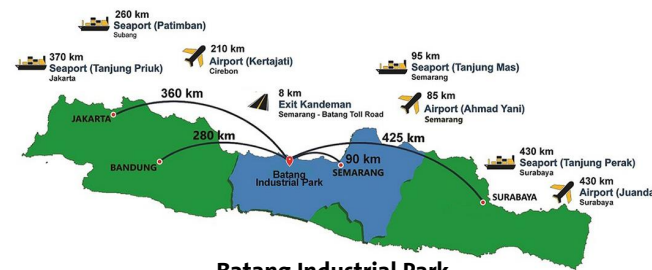 260 km
Seaport (Patimban)
Subang
370 km
Seaport (Tanjung Priuk)
Jakarta
210 km
Airport (Kertajati)
Cirebon
95 km
Seaport (Tanjung Mas)
Semarang
8 km
Exit Kandeman
Semarang - Batang Toll Road
85 km
Airport (Ahmad Yani)
Semarang
360 km
JAKARTA
280 km
425 km
BANDUNG
90 km
Batang
Industrial Park
SEMARANG
430 km
Seaport (Tanjung Perak)
Surabaya
430 km
Airport (Juanda
Surabaya
SURABAYA
Batang Industrial Park